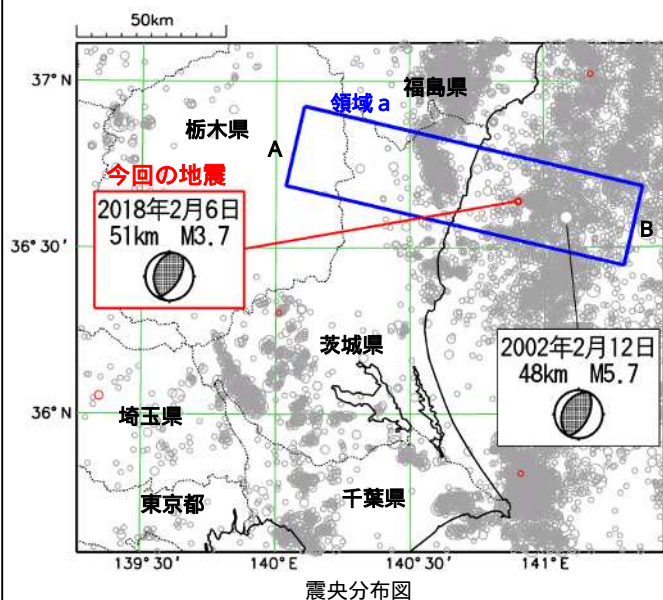 50km
37°N
福島県
領域a
栃木県
A
今回の地震
2018年2月6日
51km M3.7
B
36°30′
茨城県
2002年2月12日
48km M5.7
36°N
埼玉県
東京都
千葉県
139°30′
140°E
140°30′
141°E
震央分布図